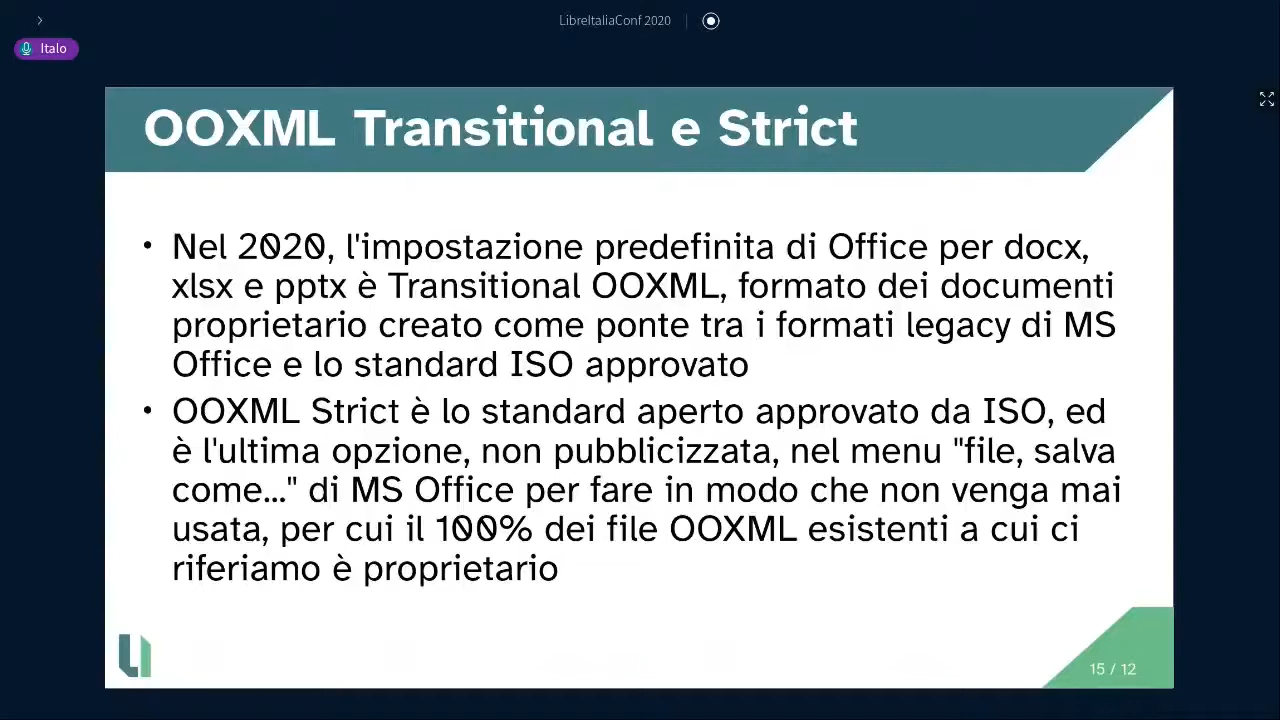 LibreItaliaConf 2020
Italo
OOXML Transitional e Strict
• Nel 2020, l'impostazione predefinita di Office per docx,
xlsx e pptx è Transitional OOXML, formato dei documenti
proprietario creato come ponte tra i formati legacy di MS
Office e lo standard ISO approvato
• OOXML Strict è lo standard aperto approvato da ISO, ed
è l'ultima opzione, non pubblicizzata, nel menu "file, salva
come..." di MS Office per fare in modo che non venga mai
usata, per cui il 100% dei file OOXML esistenti a cui ci
riferiamo è proprietario
15 / 12